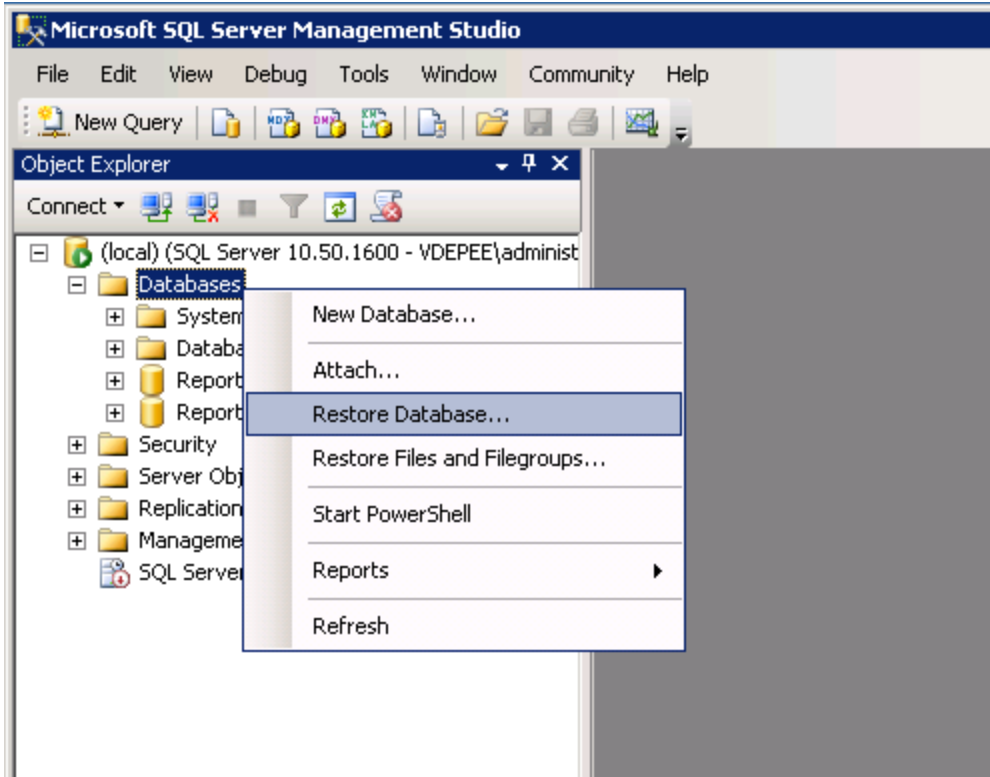 Microsoft SQL Server Management Studio
File Edit View Debug Tools Window Community Help
New Query
Object Explorer
Connect
(local) (SQL Server 10.50.1600 - VDEPEE\administ
Databases
System
Databa
Report
Report
Security
Server Obj
Replication
Manageme
SQL Server
New Database...
Attach...
Restore Database...
Restore Files and Filegroups...
Start PowerShell
Reports
Refresh